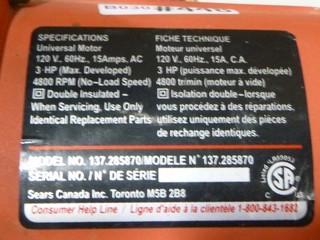 SPECIFICATIONS
Universal Motor
120 V., 60Hz., 15Amps, AC
3 HP (Max. Developed)
4800 RPM (No-Load Speed)
Double Insulated –
When Servicing, Use Only
Identical Replacement Parts
FICHE TECHNIQUE
Moteur universel
120 V., 60Hz., 15A, C.A.
3 HP (puissance max. dévelopée)
4800 tr/min (moteur à vide)
Isolation double–lorsque
vous procédez à des réparations.
utilisez uniquement des pièces
de rechange identiques.
MODEL NO. 137.285870/MODELE N° 137.285870
SERIAL NO. / N° DE SÉRIE
Sears Canada Inc. Toronto M5B 2B8
Consumer Help Line / Ligne d'aide à la clientèle 1-800-843-1682